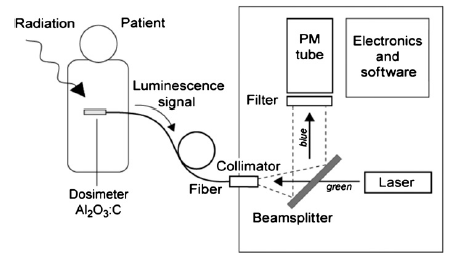 Radiation
Patient
Luminescence
signal
Dosimeter
Al₂O₃:C
Fiber
Collimator
PM
tube
Electronics
and
software
Filter
blue
green
Laser
Beamsplitter